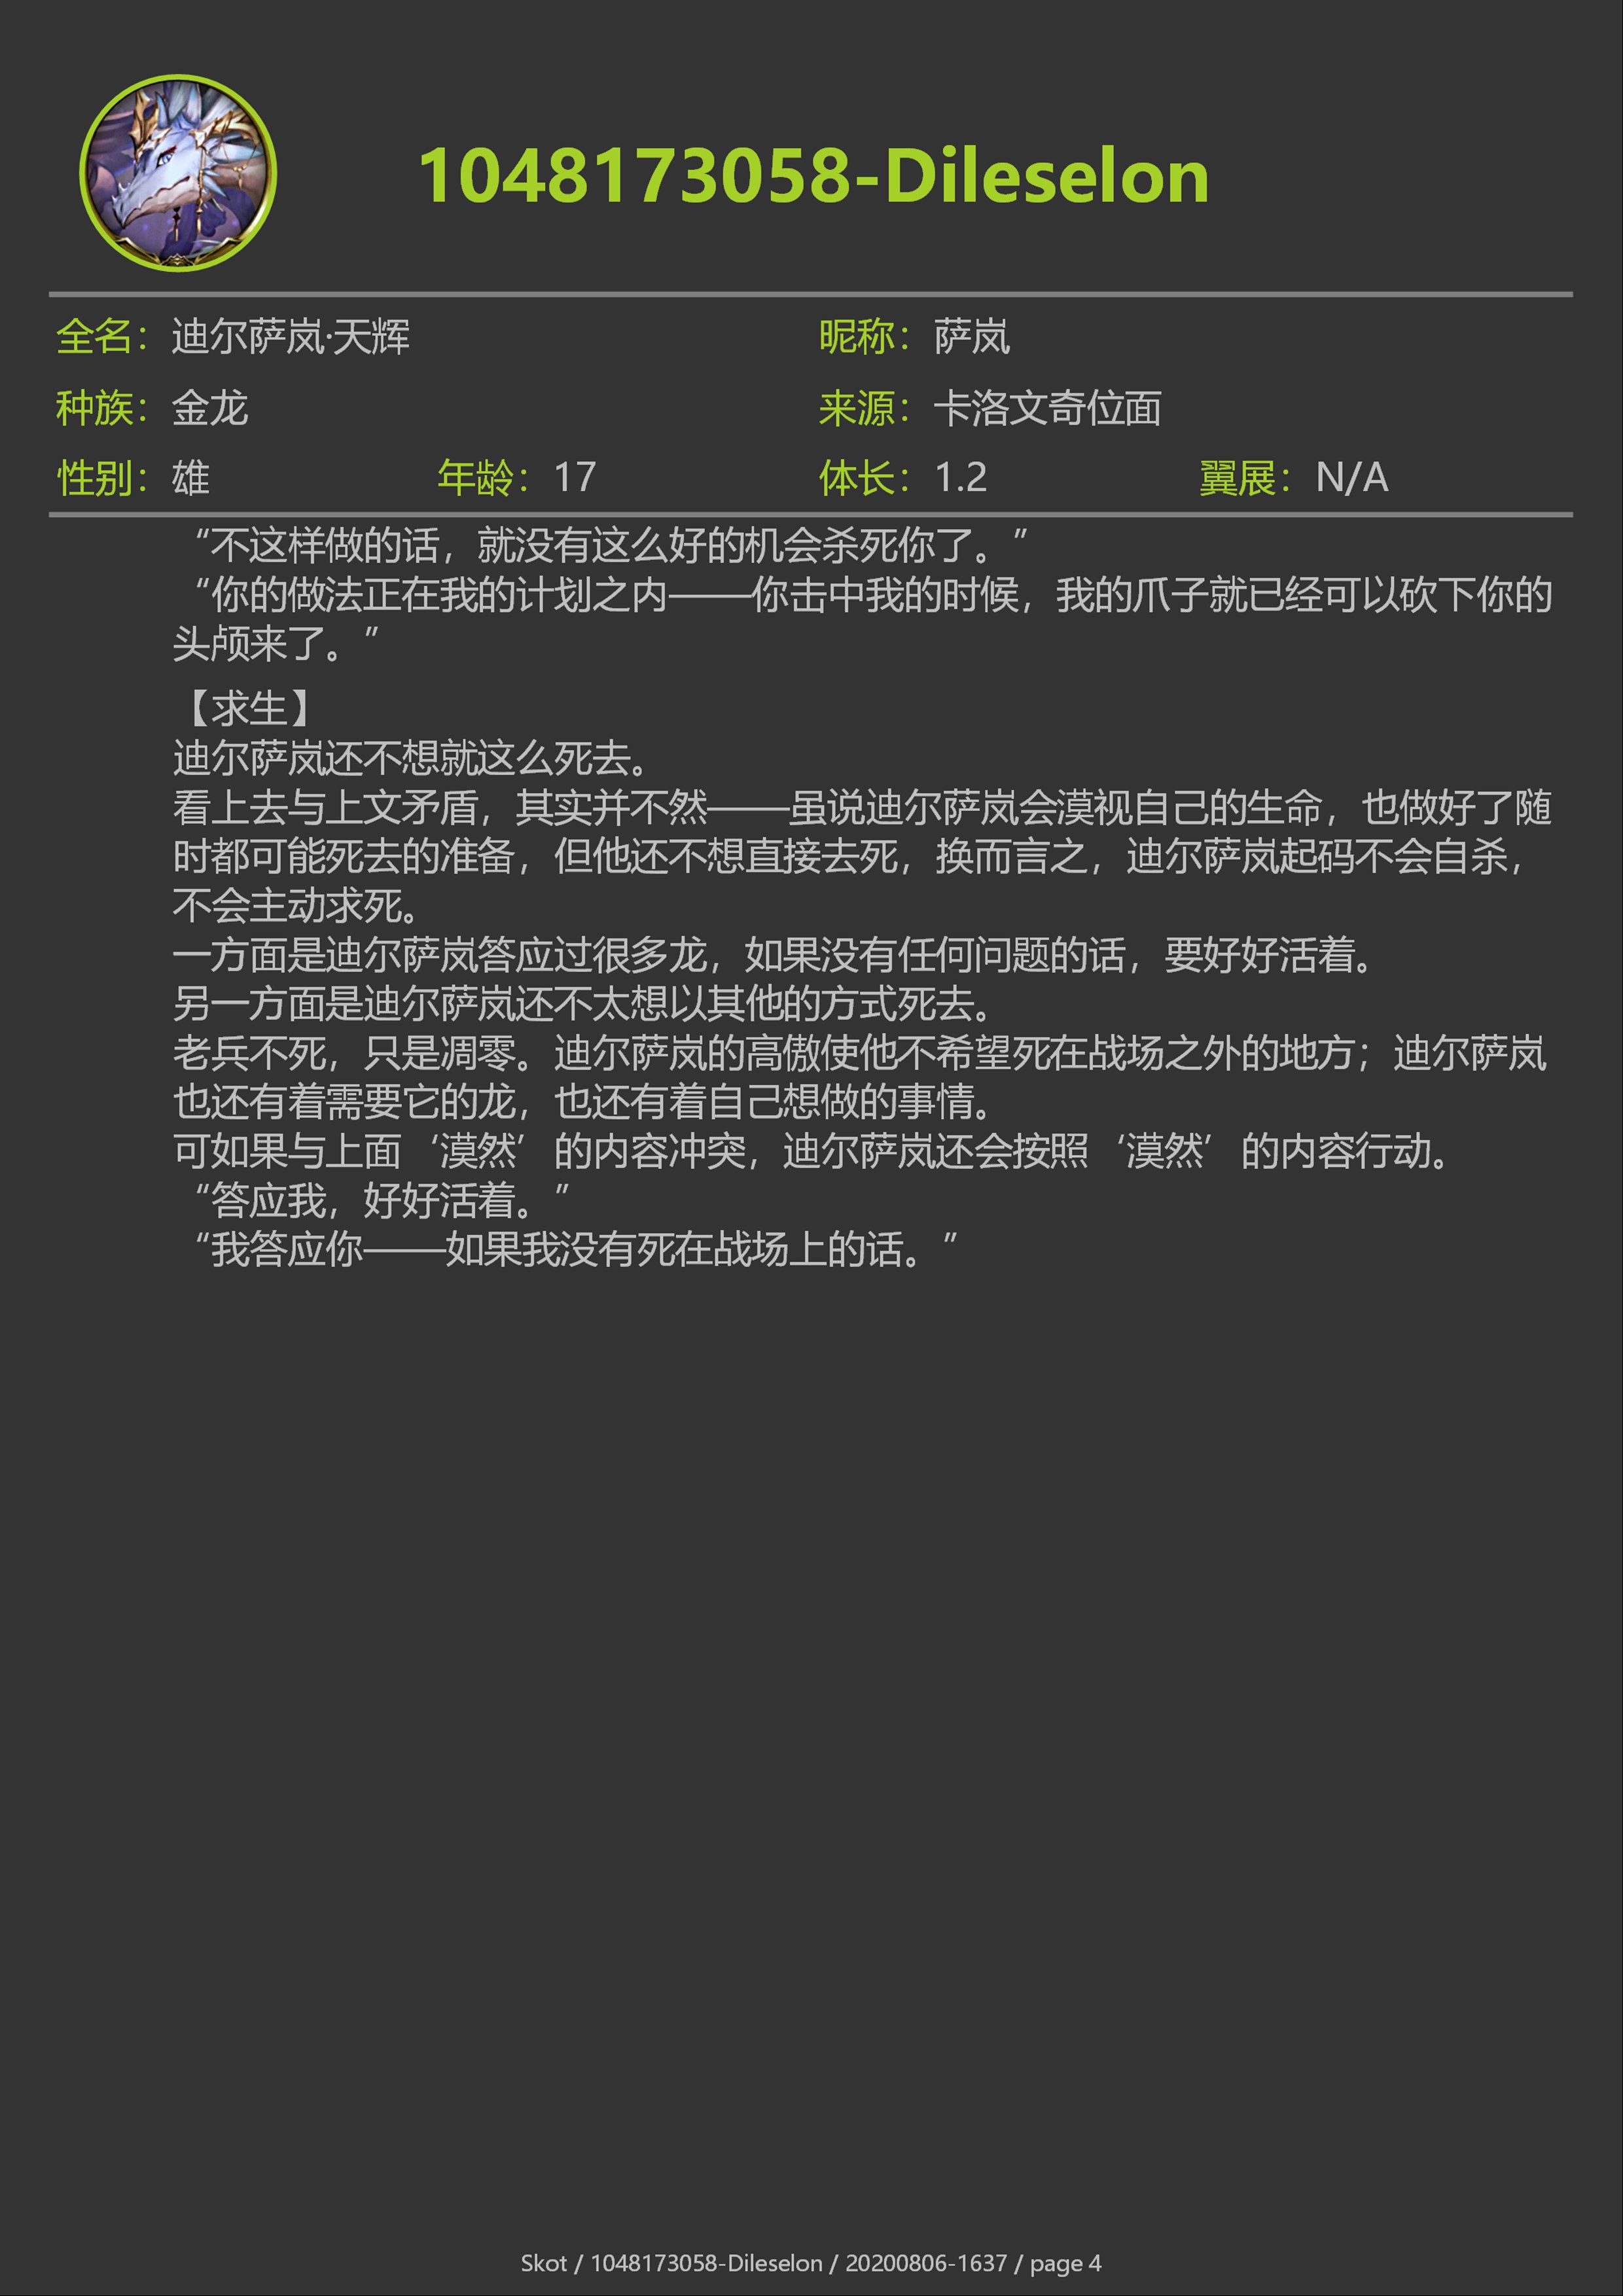 1048173058-Dileselon
全名：迪尔萨岚·天辉 昵称：萨岚
种族：金龙 来源：卡洛文奇位面
性别：雄 年龄：17 体长：1.2 翼展：N/A
“不这样做的话，就没有这么好的机会杀死你了。”
“你的做法正在我的计划之内——你击中我的时候，我的爪子就已经可以砍下你的
头颅来了。”
【求生】
迪尔萨岚还不想就这么死去。
看上去与上文矛盾，其实并不然——虽说迪尔萨岚会漠视自己的生命，也做好了随
时都可能死去的准备，但他还不想直接去死，换而言之，迪尔萨岚起码不会自杀，
不会主动求死。
一方面是迪尔萨岚答应过很多龙，如果没有任何问题的话，要好好活着。
另一方面是迪尔萨岚还不太想以其他的方式死去。
老兵不死，只是凋零。迪尔萨岚的高傲使他不希望死在战场之外的地方；迪尔萨岚
也还有着需要它的龙，也还有着自己想做的事情。
可如果与上面‘漠然’的内容冲突，迪尔萨岚还会按照‘漠然’的内容行动。
“答应我，好好活着。”
“我答应你——如果我没有死在战场上的话。”
Skot / 1048173058-Dileselon / 20200806-1637 / page 4